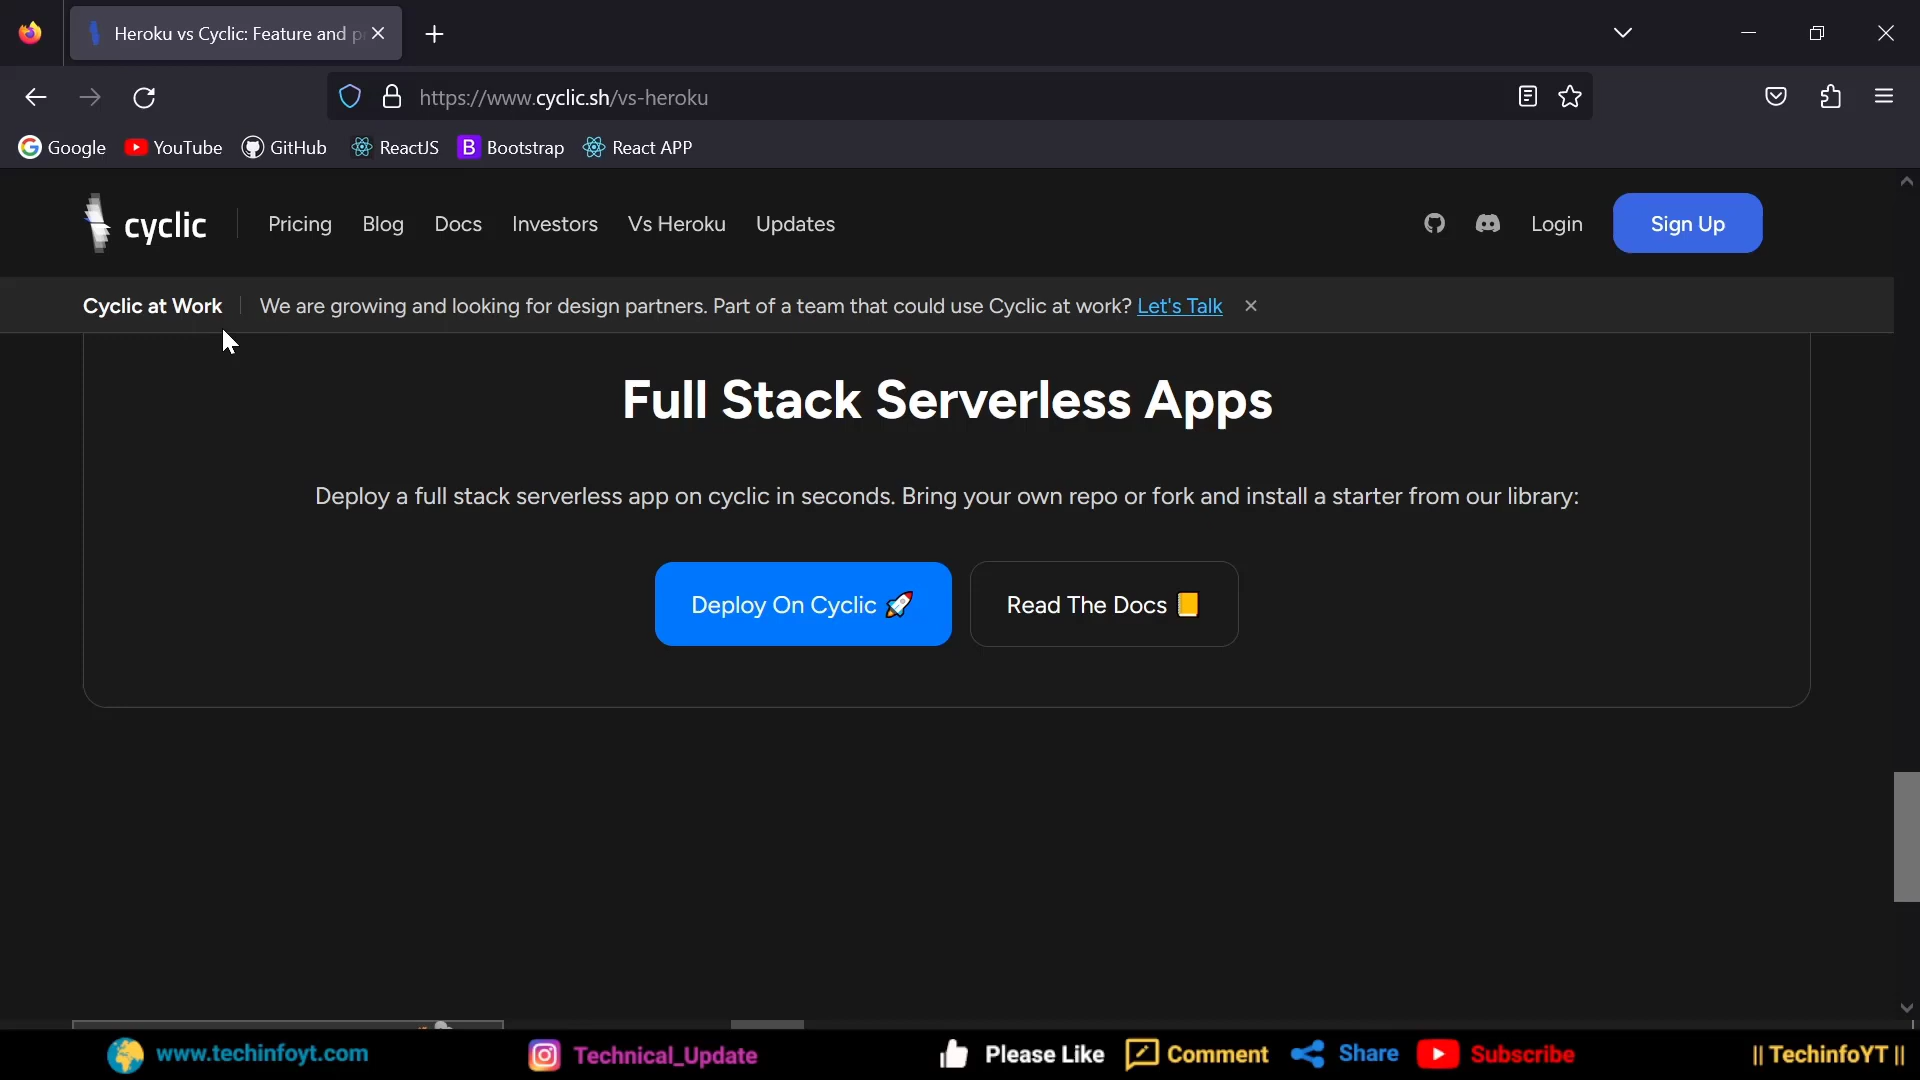 Heroku vs Cyclic: Feature and p
https://www.cyclic.sh/vs-heroku
Google YouTube GitHub ReactJS B Bootstrap React APP
cyclic Pricing Blog Docs Investors Vs Heroku Updates Login Sign Up
Cyclic at Work We are growing and looking for design partners. Part of a team that could use Cyclic at work? Let's Talk
Full Stack Serverless Apps
Deploy a full stack serverless app on cyclic in seconds. Bring your own repo or fork and install a starter from our library:
Deploy On Cyclic 🚀 Read The Docs 📒
www.techinfoyt.com Technical_Update Please Like Comment Share Subscribe || TechinfoYT ||